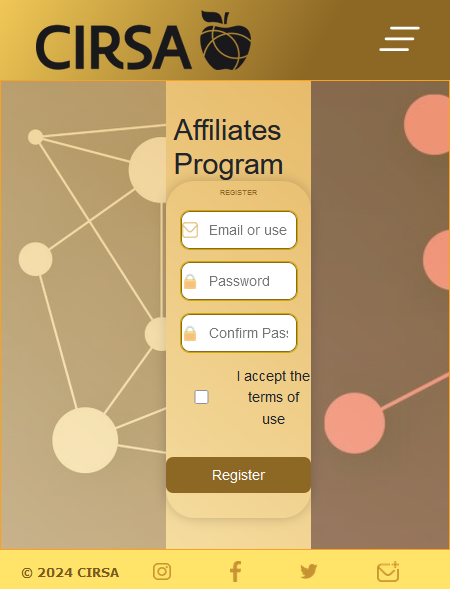 CIRSA
Affiliates
Program
REGISTER
Email or use
Password
Confirm Pass
I accept the
terms of
use
Register
© 2024 CIRSA